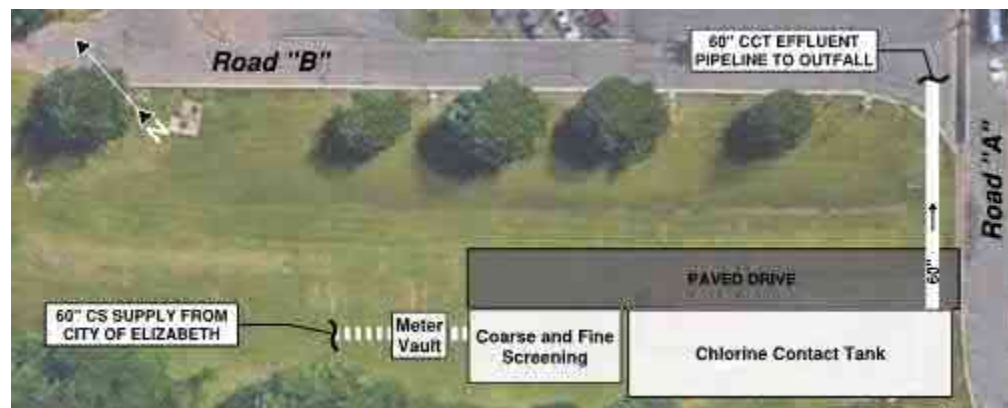 Road "B"
60" CCT EFFLUENT
PIPELINE TO OUTFALL
N
Road "A"
PAVED DRIVE
60"
60" CS SUPPLY FROM
CITY OF ELIZABETH
Meter
Vault
Coarse and Fine
Screening
Chlorine Contact Tank